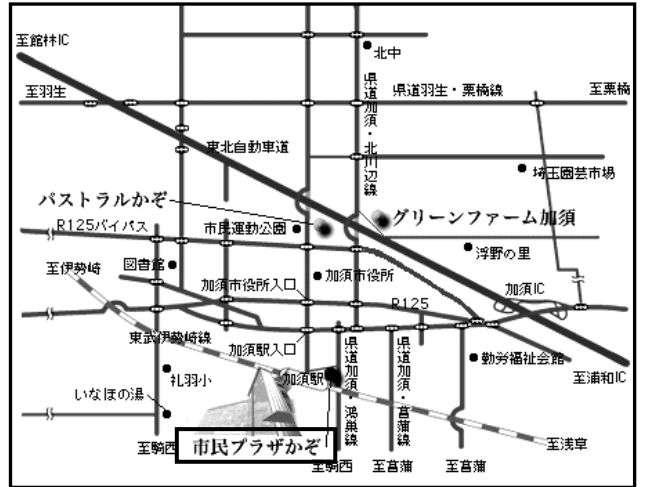 至館林IC
北中
至羽生
県道羽生・栗橋線
至栗橋
県道加須・北川辺線
東北自動車道
埼玉園芸市場
パストラルかぞ
グリーンファーム加須
R125バイパス
市民運動公園
浮野の里
至伊勢崎
図書館
加須市役所入口
加須市役所
加須IC
R125
東武伊勢崎線
加須駅入口
県道加須・鴻巣線
県道加須・菖蒲線
勤労福祉会館
礼羽小
加須駅
至浦和IC
いなほの湯
市民プラザかぞ
至浅草
至騎西
至騎西
至菖蒲
至菖蒲